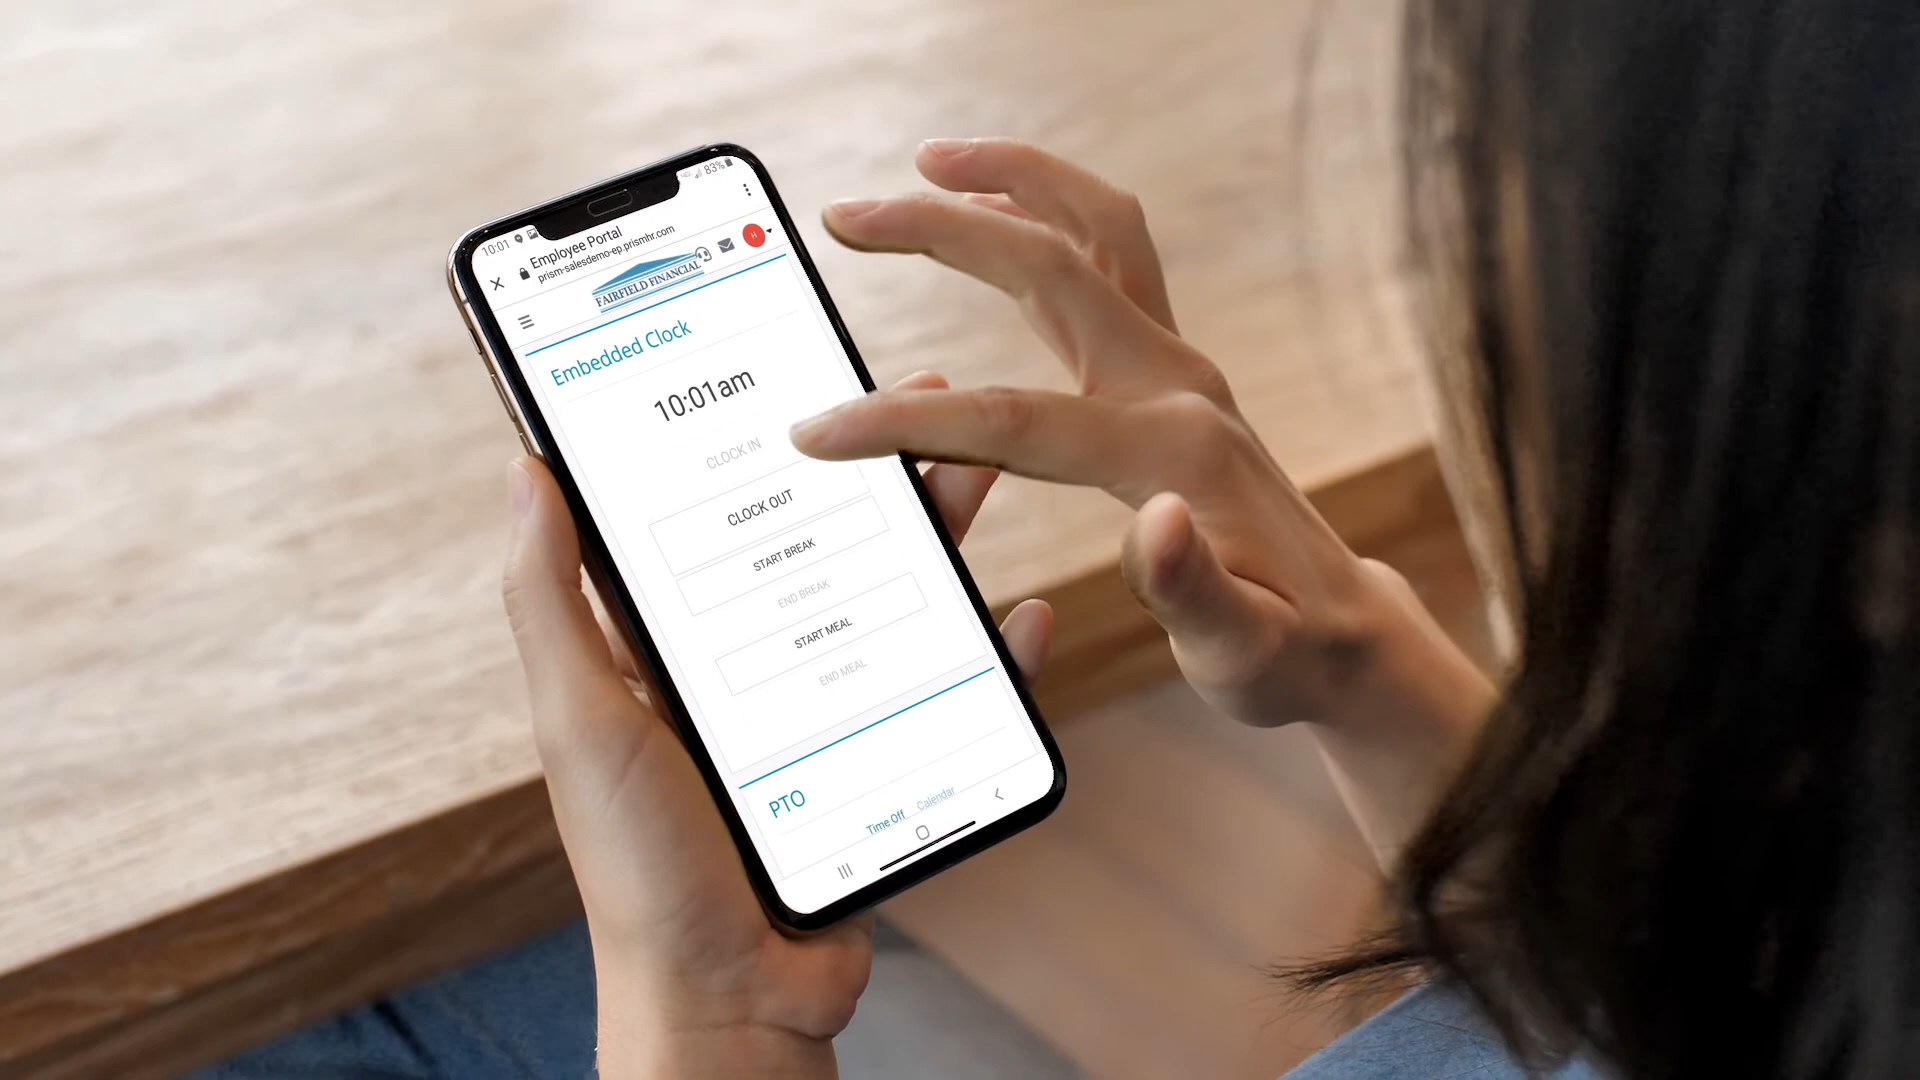 10:01
83%
Employee Portal
prism-salesdemo-ep.prismhr.com
FAIRFIELD FINANCIAL
H
Embedded Clock
10:01am
CLOCK IN
CLOCK OUT
START BREAK
END BREAK
START MEAL
END MEAL
PTO
Time Off Calendar